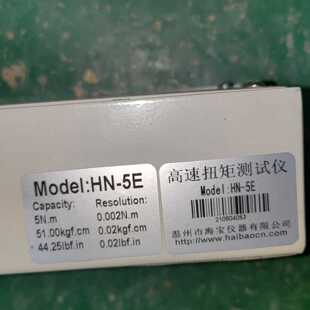 Model:HN-5E
Capacity: Resolution:
5N.m 0.002N.m
51.00kgf.cm 0.02kgf.cm
44.25lbf.in 0.02lbf.in
高速扭矩测试仪
Model:HN-5E
210604053
温州市海宝仪器有限公司
http://www.haibaocn.com